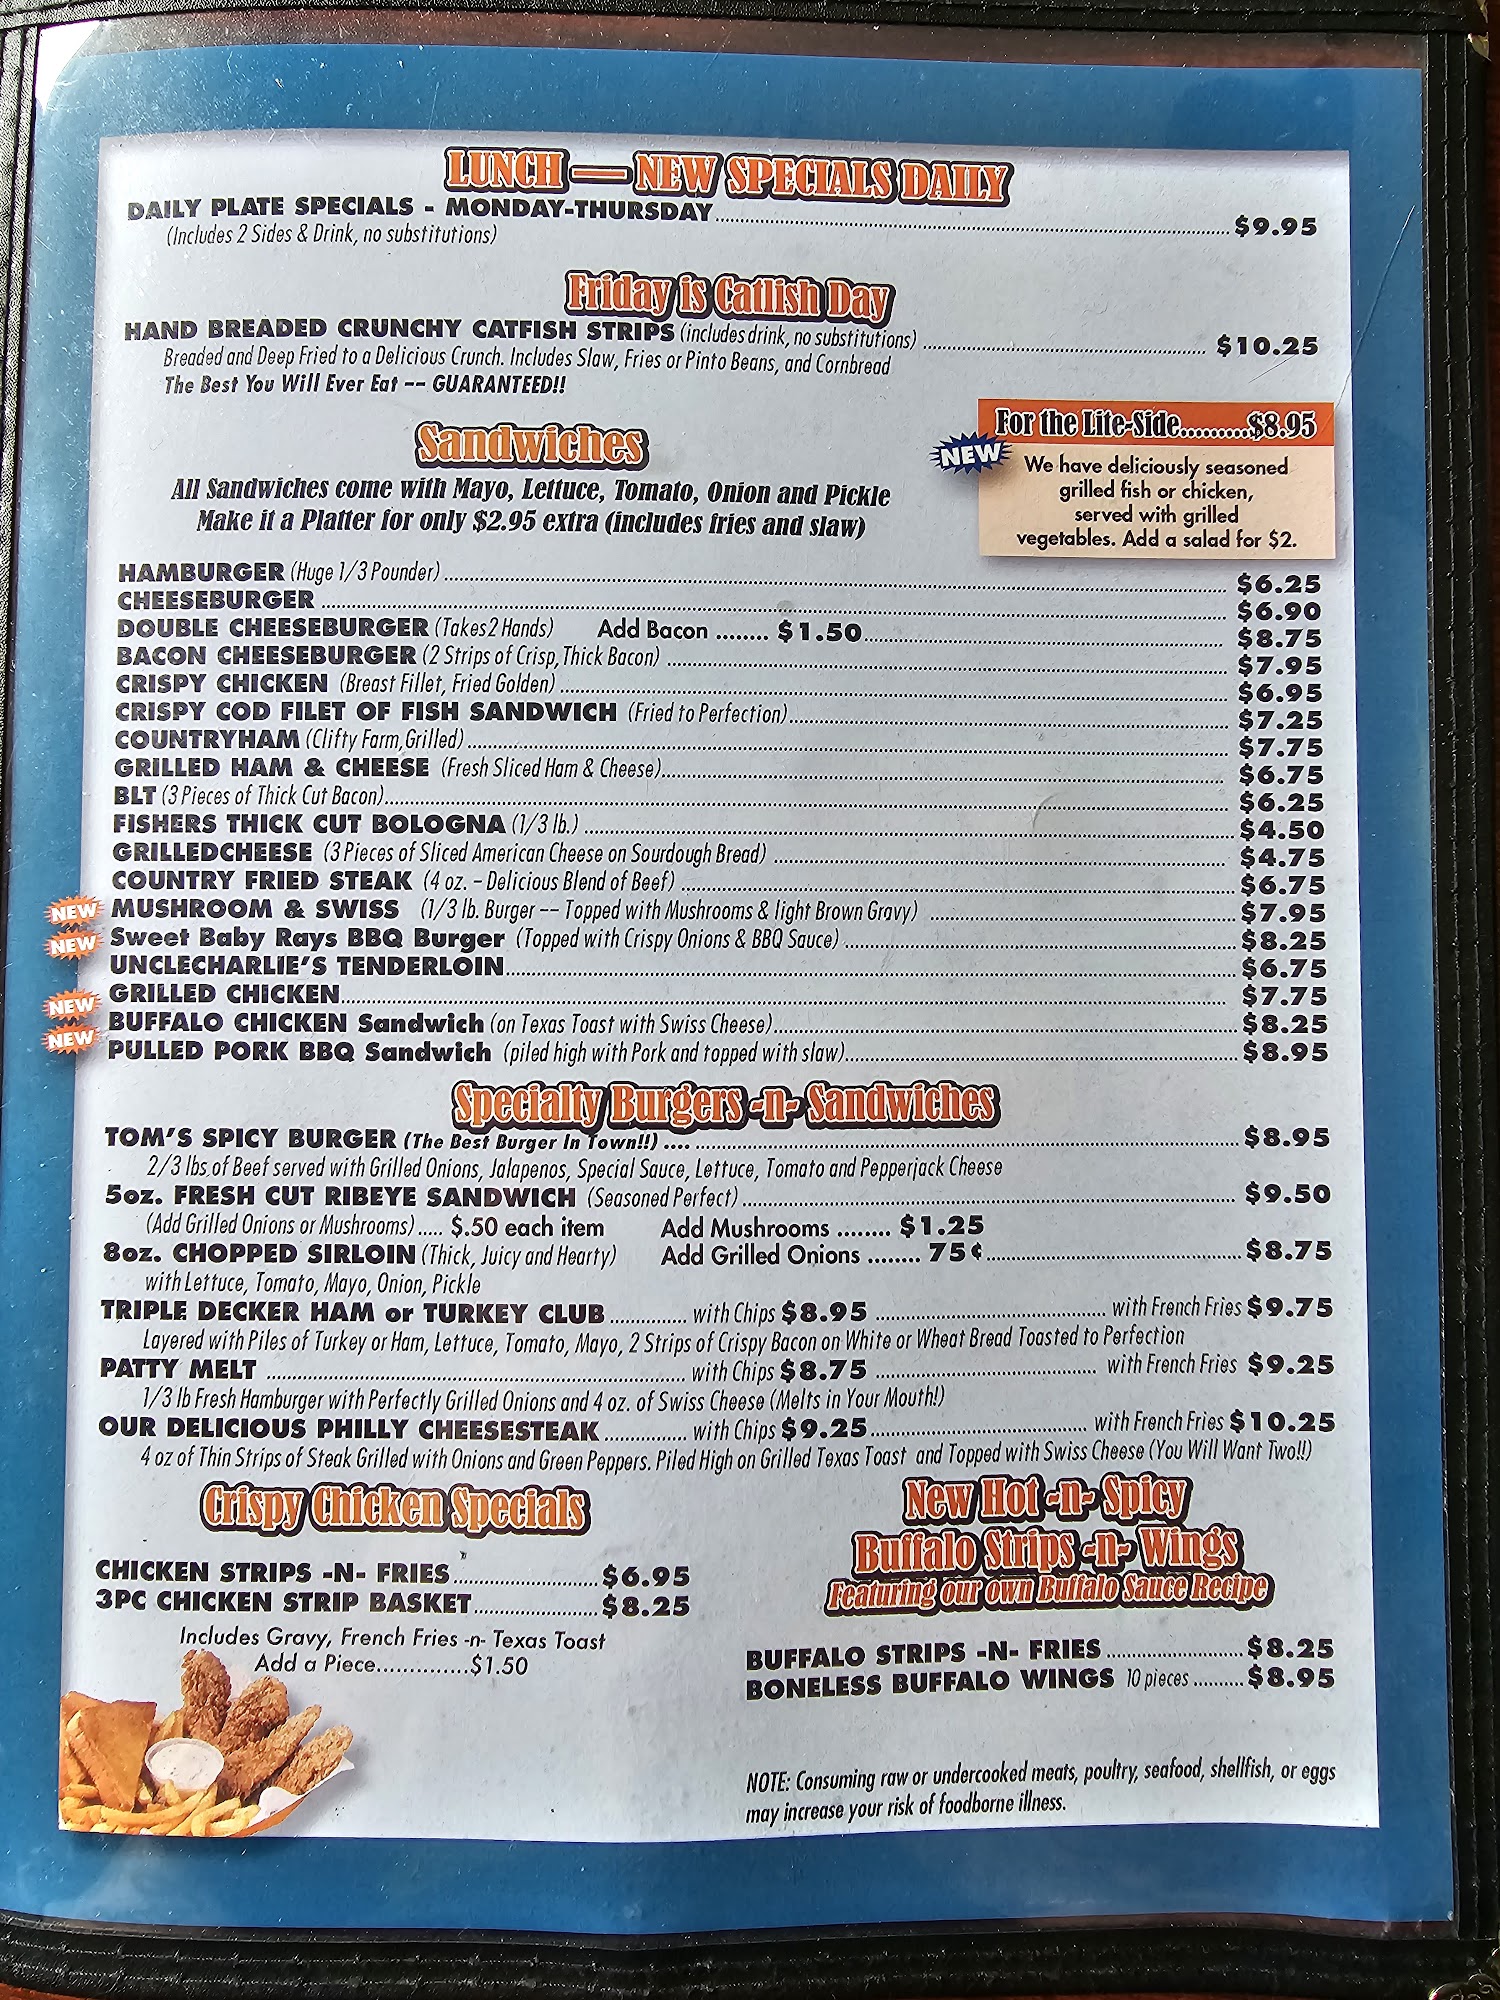 LUNCH — NEW SPECIALS DAILY
DAILY PLATE SPECIALS - MONDAY-THURSDAY.......... $9.95
(Includes 2 Sides & Drink, no substitutions)
Friday is Catfish Day
HAND BREADED CRUNCHY CATFISH STRIPS (includes drink, no substitutions) .......... $10.25
Breaded and Deep Fried to a Delicious Crunch. Includes Slaw, Fries or Pinto Beans, and Cornbread
The Best You Will Ever Eat -- GUARANTEED!!
For the Lite-Side.........$8.95
NEW
We have deliciously seasoned
grilled fish or chicken,
served with grilled
vegetables. Add a salad for $2.
Sandwiches
All Sandwiches come with Mayo, Lettuce, Tomato, Onion and Pickle
Make it a Platter for only $2.95 extra (includes fries and slaw)
HAMBURGER (Huge 1/3 Pounder) .......... $6.25
CHEESEBURGER .......... $6.90
DOUBLE CHEESEBURGER (Takes 2 Hands) Add Bacon ........ $1.50.......... $8.75
BACON CHEESEBURGER (2 Strips of Crisp, Thick Bacon) .......... $7.95
CRISPY CHICKEN (Breast Fillet, Fried Golden) .......... $6.95
CRISPY COD FILET OF FISH SANDWICH (Fried to Perfection).......... $7.25
COUNTRYHAM (Clifty Farm, Grilled) .......... $7.75
GRILLED HAM & CHEESE (Fresh Sliced Ham & Cheese).......... $6.75
BLT (3 Pieces of Thick Cut Bacon).......... $6.25
FISHERS THICK CUT BOLOGNA (1/3 lb.) .......... $4.50
GRILLEDCHEESE (3 Pieces of Sliced American Cheese on Sourdough Bread) .......... $4.75
COUNTRY FRIED STEAK (4 oz. - Delicious Blend of Beef) .......... $6.75
NEW MUSHROOM & SWISS (1/3 lb. Burger -- Topped with Mushrooms & light Brown Gravy) .......... $7.95
NEW Sweet Baby Rays BBQ Burger (Topped with Crispy Onions & BBQ Sauce) .......... $8.25
UNCLECHARLIE'S TENDERLOIN.......... $6.75
NEW GRILLED CHICKEN.......... $7.75
NEW BUFFALO CHICKEN Sandwich (on Texas Toast with Swiss Cheese).......... $8.25
PULLED PORK BBQ Sandwich (piled high with Pork and topped with slaw).......... $8.95
Specialty Burgers -n- Sandwiches
TOM'S SPICY BURGER (The Best Burger In Town!!) .......... $8.95
2/3 lbs. of Beef served with Grilled Onions, Jalapenos, Special Sauce, Lettuce, Tomato and Pepperjack Cheese
5oz. FRESH CUT RIBEYE SANDWICH (Seasoned Perfect) .......... $9.50
(Add Grilled Onions or Mushrooms) ..... $.50 each item Add Mushrooms ........ $1.25
8oz. CHOPPED SIRLOIN (Thick, Juicy and Hearty) Add Grilled Onions ........ 75¢.......... $8.75
with Lettuce, Tomato, Mayo, Onion, Pickle
TRIPLE DECKER HAM or TURKEY CLUB .......... with Chips $8.95 .......... with French Fries $9.75
Layered with Piles of Turkey or Ham, Lettuce, Tomato, Mayo, 2 Strips of Crispy Bacon on White or Wheat Bread Toasted to Perfection
PATTY MELT .......... with Chips $8.75 .......... with French Fries $9.25
1/3 lb Fresh Hamburger with Perfectly Grilled Onions and 4 oz. of Swiss Cheese (Melts in Your Mouth!)
OUR DELICIOUS PHILLY CHEESESTEAK .......... with Chips $9.25.......... with French Fries $10.25
4 oz of Thin Strips of Steak Grilled with Onions and Green Peppers. Piled High on Grilled Texas Toast and Topped with Swiss Cheese (You Will Want Two!!)
Crispy Chicken Specials
CHICKEN STRIPS -N- FRIES.......... $6.95
3PC CHICKEN STRIP BASKET.......... $8.25
Includes Gravy, French Fries -n- Texas Toast
Add a Piece..............$1.50
New Hot -n- Spicy
Buffalo Strips -n- Wings
Featuring our own Buffalo Sauce Recipe
BUFFALO STRIPS -N- FRIES .......... $8.25
BONELESS BUFFALO WINGS 10 pieces .......... $8.95
NOTE: Consuming raw or undercooked meats, poultry, seafood, shellfish, or eggs
may increase your risk of foodborne illness.